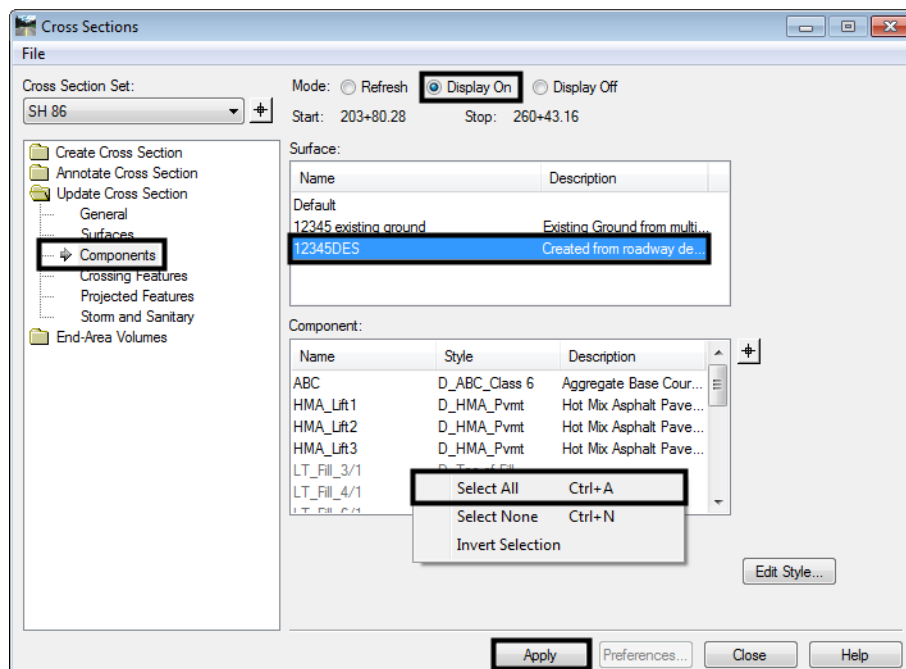 Cross Sections
File
Cross Section Set:
SH 86
Mode: Refresh Display On Display Off
Start: 203+80.28 Stop: 260+43.16
Create Cross Section
Annotate Cross Section
Update Cross Section
General
Surfaces
Components
Crossing Features
Projected Features
Storm and Sanitary
End-Area Volumes
Surface:
Name Description
Default
12345 existing ground Existing Ground from multi...
12345DES Created from roadway de...
Component:
Name Style Description
ABC D_ABC_Class 6 Aggregate Base Cour...
HMA_Lift1 D_HMA_Pvmt Hot Mix Asphalt Pave...
HMA_Lift2 D_HMA_Pvmt Hot Mix Asphalt Pave...
HMA_Lift3 D_HMA_Pvmt Hot Mix Asphalt Pave...
LT_Fill_3/1
LT_Fill_4/1
Select All Ctrl+A
Select None Ctrl+N
Invert Selection
Edit Style...
Apply Preferences... Close Help